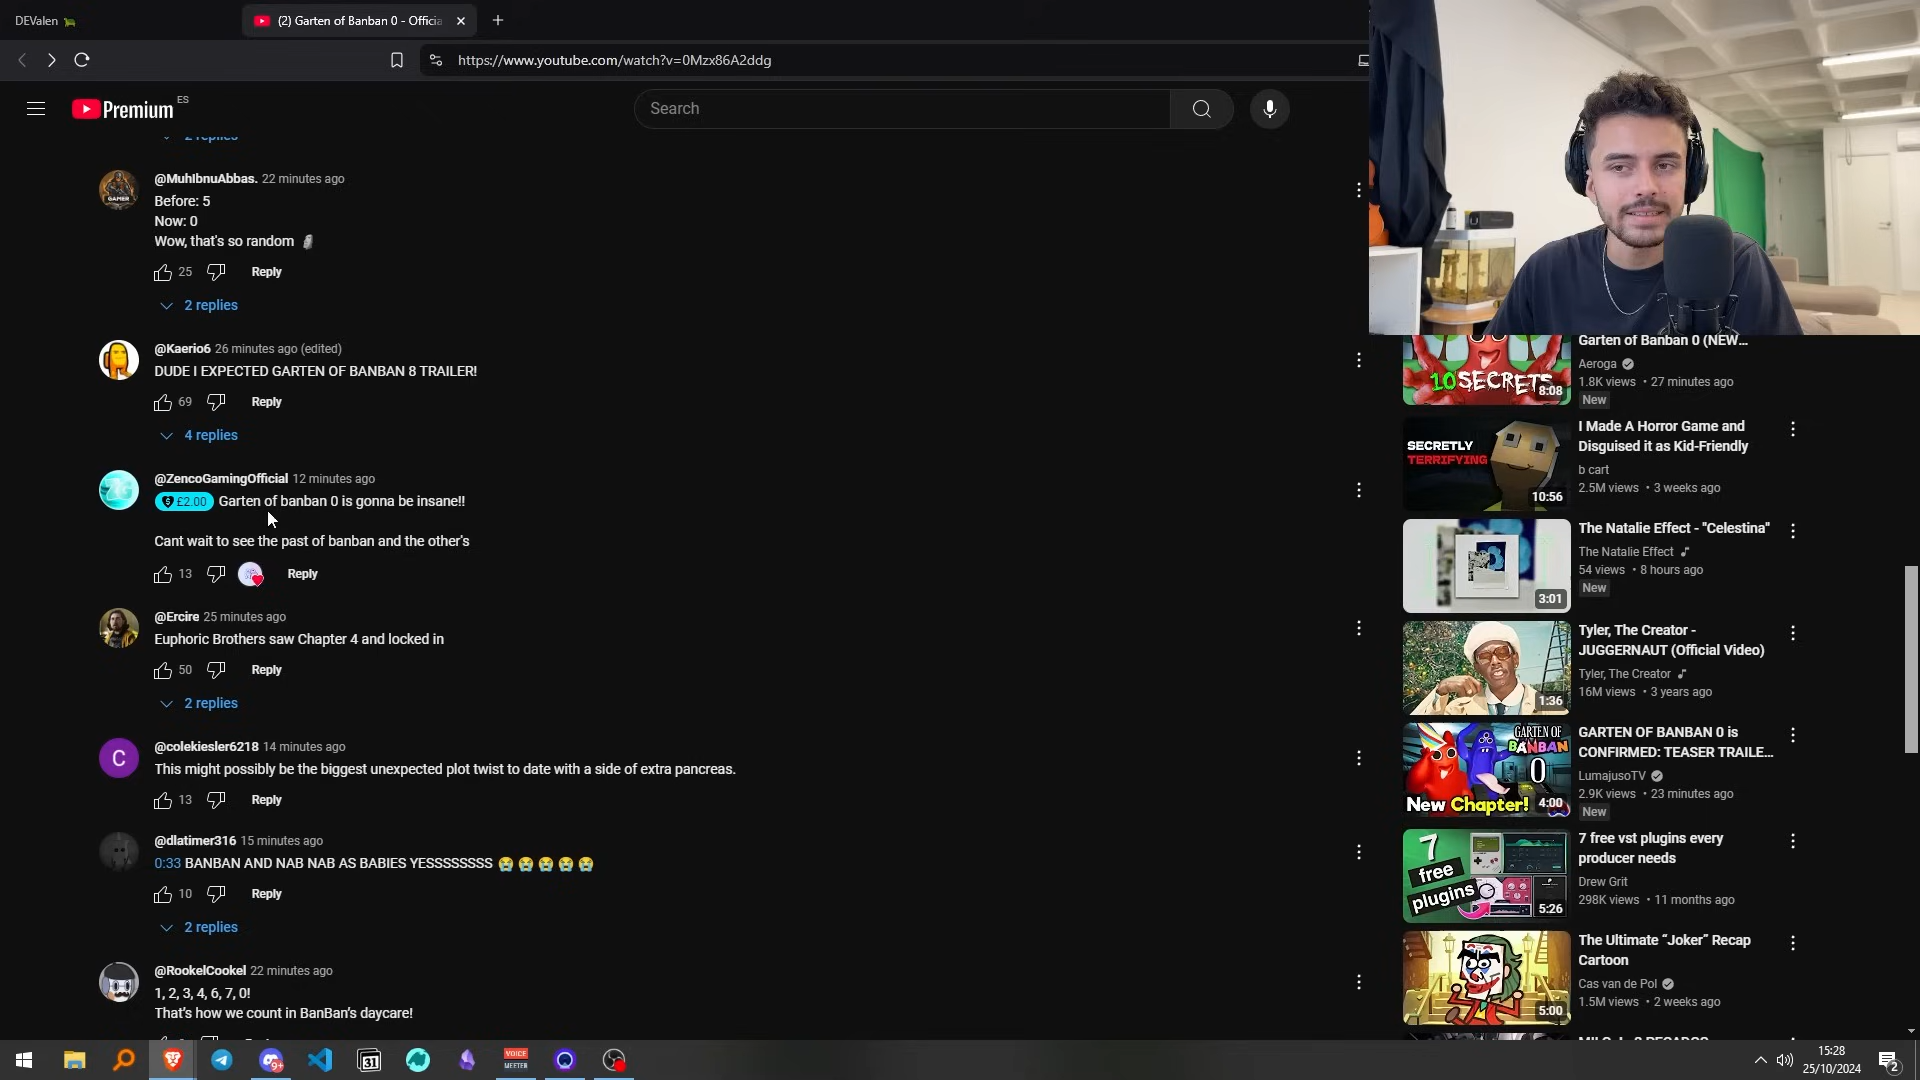 DEValen
(2) Garten of Banban 0 - Officia
https://www.youtube.com/watch?v=0Mzx86A2ddg
Premium
ES
Search
@MuhIbnuAbbas. 22 minutes ago
GAMER
Before: 5
Now: 0
Wow, that's so random 🗿
25
Reply
2 replies
@Kaerio6 26 minutes ago (edited)
DUDE I EXPECTED GARTEN OF BANBAN 8 TRAILER!
69
Reply
4 replies
@ZencoGamingOfficial 12 minutes ago
£2.00 Garten of banban 0 is gonna be insane!!
Cant wait to see the past of banban and the other's
13
Reply
@Ercire 25 minutes ago
Euphoric Brothers saw Chapter 4 and locked in
50
Reply
2 replies
C
@colekiesler6218 14 minutes ago
This might possibly be the biggest unexpected plot twist to date with a side of extra pancreas.
13
Reply
@dlatimer316 15 minutes ago
0:33 BANBAN AND NAB NAB AS BABIES YESSSSSSSS 😭 😭 😭 😭 😭
10
Reply
2 replies
@RookelCookel 22 minutes ago
1, 2, 3, 4, 6, 7, 0!
That's how we count in BanBan's daycare!
10 SECRETS
8:08
Garten of Banban 0 (NEW...
Aeroga
1.8K views • 27 minutes ago
New
SECRETLY
TERRIFYING
10:56
I Made A Horror Game and
Disguised it as Kid-Friendly
b cart
2.5M views • 3 weeks ago
3:01
The Natalie Effect - "Celestina"
The Natalie Effect
54 views • 8 hours ago
New
1:36
Tyler, The Creator -
JUGGERNAUT (Official Video)
Tyler, The Creator
16M views • 3 years ago
GARTEN OF
BANBAN
0
New Chapter!
4:00
GARTEN OF BANBAN 0 is
CONFIRMED: TEASER TRAILE...
LumajusoTV
2.9K views • 23 minutes ago
New
7
free
plugins
5:26
7 free vst plugins every
producer needs
Drew Grit
298K views • 11 months ago
5:00
The Ultimate “Joker” Recap
Cartoon
Cas van de Pol
1.5M views • 2 weeks ago
9+
31
VOICE
MEETER
15:28
25/10/2024
2